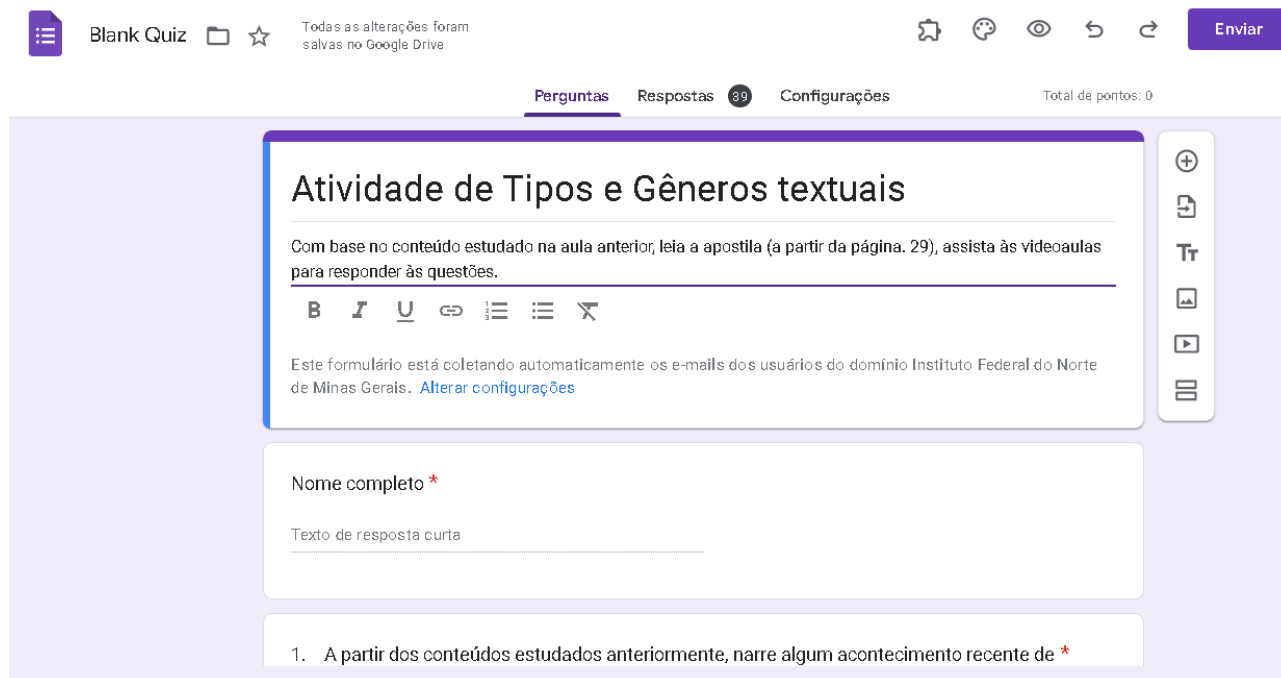 Blank Quiz
Todas as alterações foram
salvas no Google Drive
Enviar
Perguntas Respostas 39 Configurações Total de pontos: 0
Atividade de Tipos e Gêneros textuais
Com base no conteúdo estudado na aula anterior, leia a apostila (a partir da página. 29), assista às videoaulas
para responder às questões.
B I U
Este formulário está coletando automaticamente os e-mails dos usuários do domínio Instituto Federal do Norte
de Minas Gerais. Alterar configurações
Tт
Nome completo *
Texto de resposta curta
1. A partir dos conteúdos estudados anteriormente, narre algum acontecimento recente de *